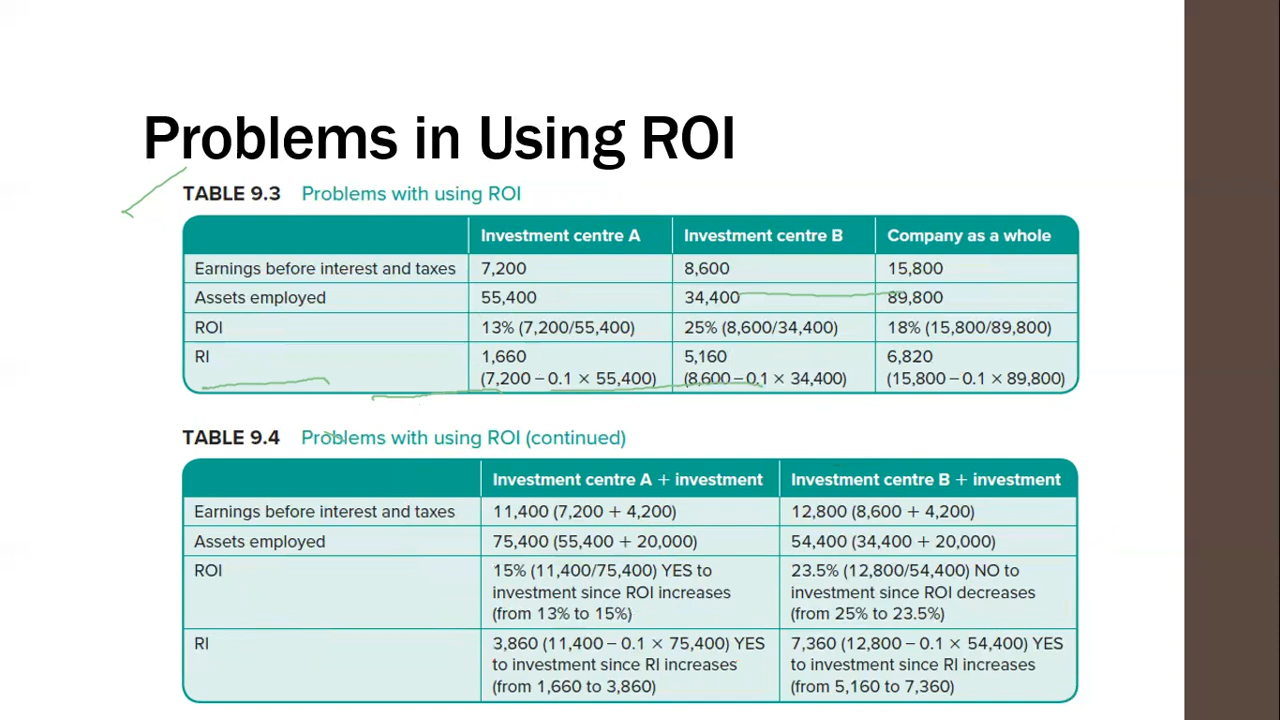 Problems in Using ROI
TABLE 9.3 Problems with using ROI
Investment centre A Investment centre B Company as a whole
Earnings before interest and taxes 7,200 8,600 15,800
Assets employed 55,400 34,400 89,800
ROI 13% (7,200/55,400) 25% (8,600/34,400) 18% (15,800/89,800)
RI 1,660 5,160 6,820
(7,200 – 0.1 × 55,400) (8,600 – 0.1 × 34,400) (15,800 – 0.1 × 89,800)
TABLE 9.4 Problems with using ROI (continued)
Investment centre A + investment Investment centre B + investment
Earnings before interest and taxes 11,400 (7,200 + 4,200) 12,800 (8,600 + 4,200)
Assets employed 75,400 (55,400 + 20,000) 54,400 (34,400 + 20,000)
ROI 15% (11,400/75,400) YES to 23.5% (12,800/54,400) NO to
investment since ROI increases investment since ROI decreases
(from 13% to 15%) (from 25% to 23.5%)
RI 3,860 (11,400 – 0.1 × 75,400) YES 7,360 (12,800 – 0.1 × 54,400) YES
to investment since RI increases to investment since RI increases
(from 1,660 to 3,860) (from 5,160 to 7,360)